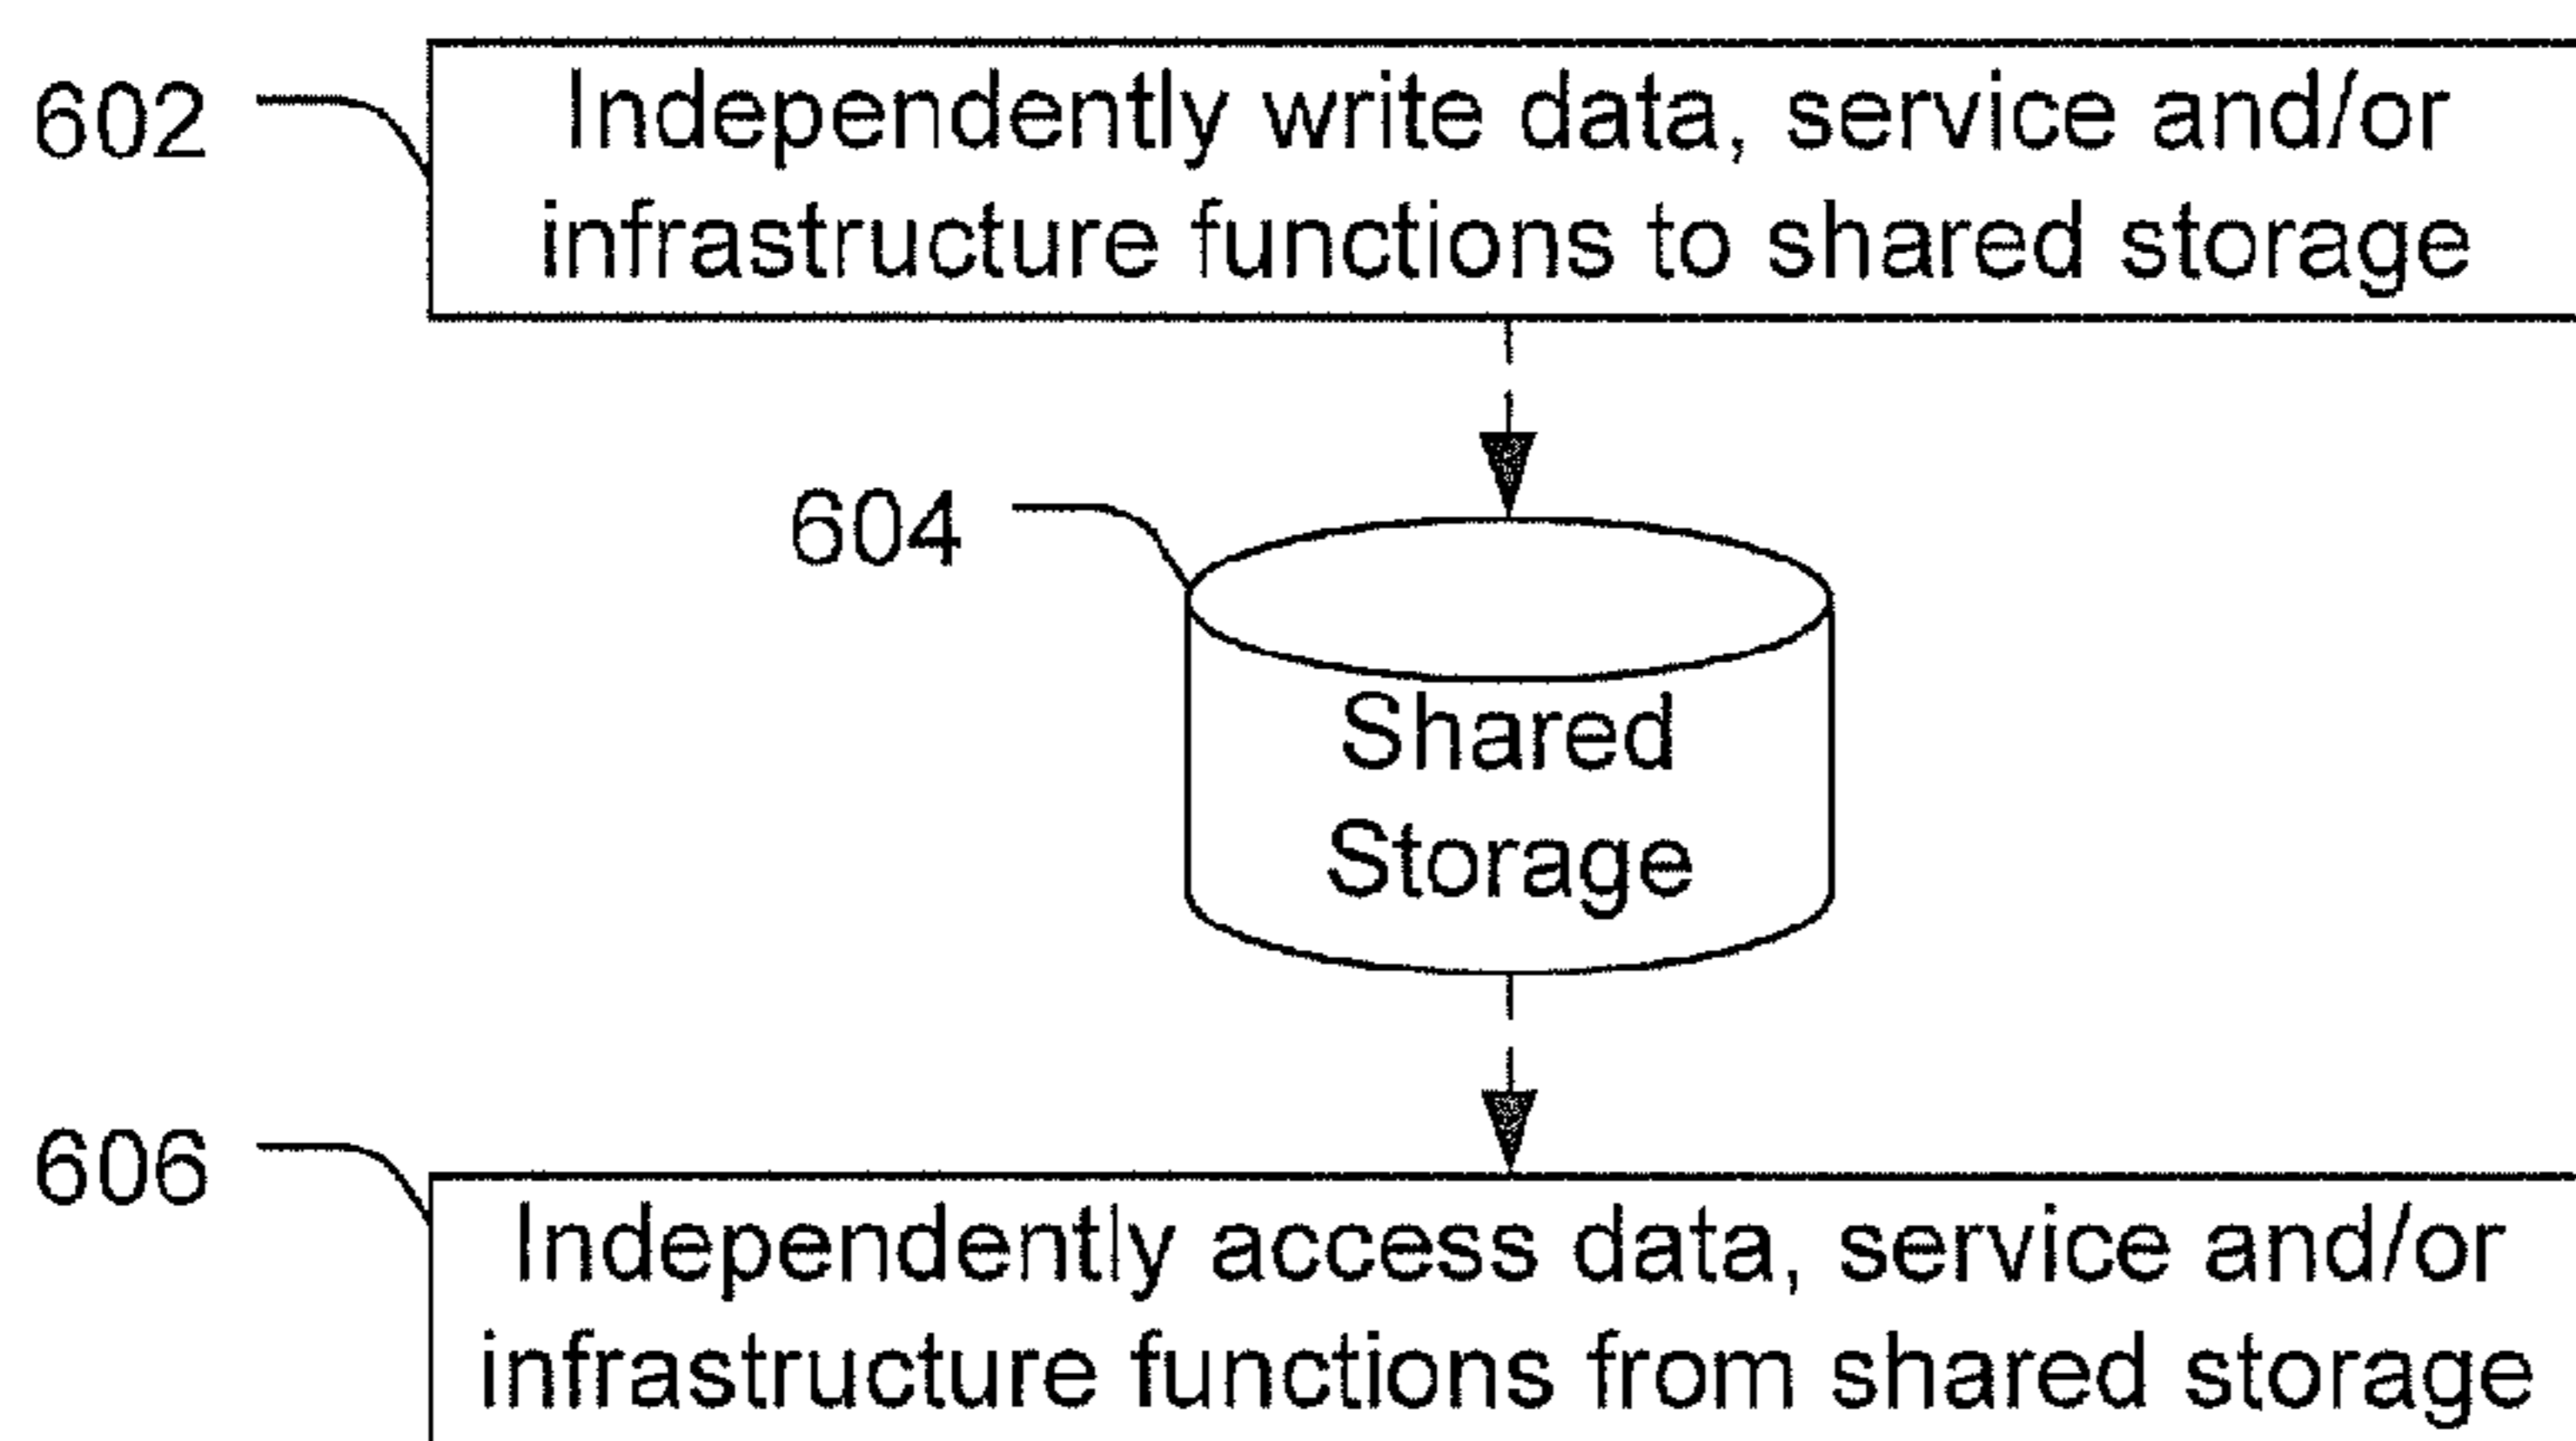 602
Independently write data, service and/or
infrastructure functions to shared storage
604
Shared
Storage
606
Independently access data, service and/or
infrastructure functions from shared storage